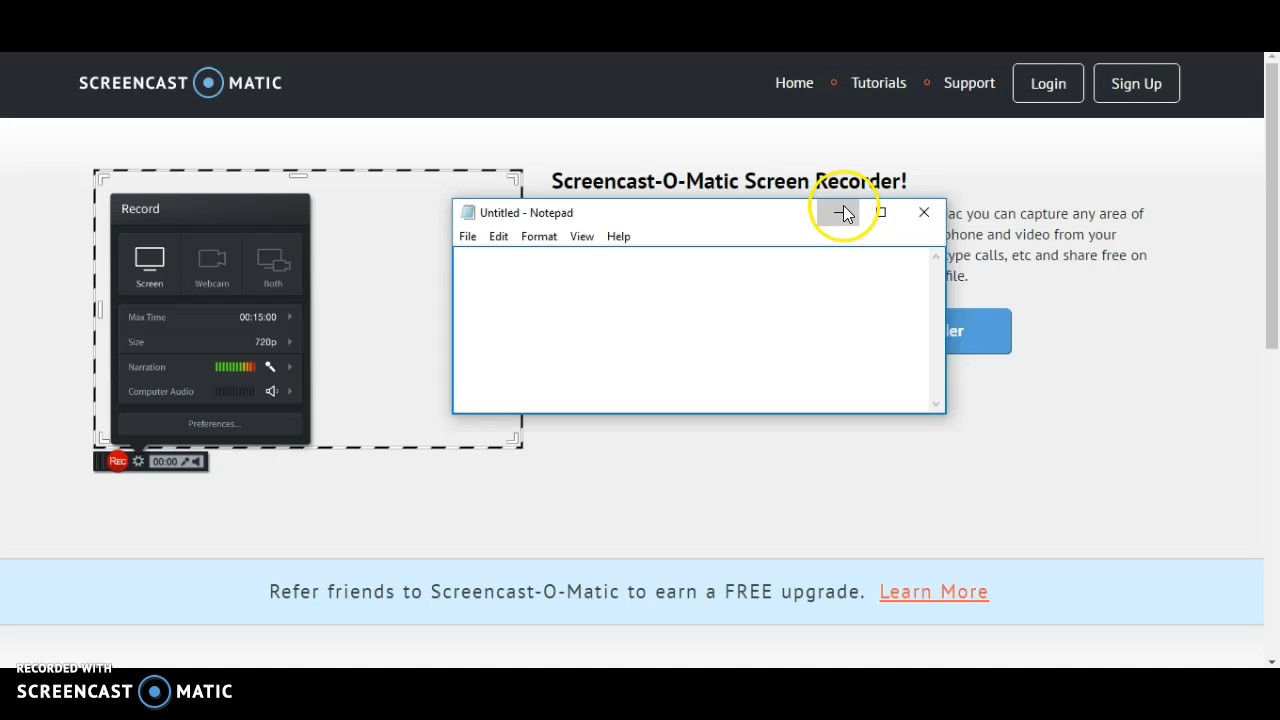 SCREENCAST MATIC
Home Tutorials Support Login Sign Up
Screencast-O-Matic Screen Recorder!
Record
Screen Webcam Both
Max Time 00:15:00
Size 720p
Narration
Computer Audio
Preferences...
REC 00:00
Untitled - Notepad
File Edit Format View Help
you can capture any area of
phone and video from your
calls, etc and share free on
file.
Refer friends to Screencast-O-Matic to earn a FREE upgrade. Learn More
RECORDED WITH
SCREENCAST MATIC